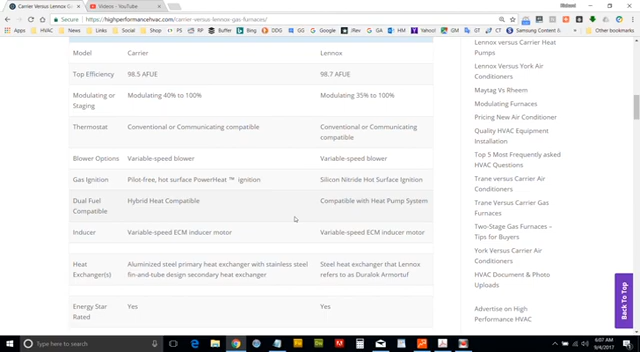 Carrier versus Lennox G
Videos - YouTube
Richard
Secure | https://highperformancehvac.com/carrier-versus-lennox-gas-furnaces/
Apps HVAC News Link Social Shop PS RP Buffer Bing DDG GG OUT Yahoo M CT Samsung Content Other bookmarks
Model Carrier Lennox
Top Efficiency 98.5 AFUE 98.7 AFUE
Modulating or Modulating 40% to 100% Modulating 35% to 100%
Staging
Thermostat Conventional or Communicating compatible Conventional or Communicating
compatible
Blower Options Variable-speed blower Variable-speed blower
Gas Ignition Pilot-free, hot surface PowerHeat ™ ignition Silicon Nitride Hot Surface Ignition
Dual Fuel Hybrid Heat Compatible Compatible with Heat Pump System
Compatible
Inducer Variable-speed ECM inducer motor Variable-speed ECM inducer motor
Heat Aluminized steel primary heat exchanger with stainless steel Steel heat exchanger that Lennox
Exchanger(s) fin-and-tube design secondary heat exchanger refers to as Duralok Armortuf
Energy Star Yes Yes
Rated
Lennox versus Carrier Heat
Pumps
Lennox Versus York Air
Conditioners
Maytag Vs Rheem
Modulating Furnaces
Pricing New Air Conditioner
Quality HVAC Equipment
Installation
Top 5 Most Frequently asked
HVAC Questions
Trane versus Carrier Air
Conditioners
Trane Versus Carrier Gas
Furnaces
Two-Stage Gas Furnaces –
Tips for Buyers
York Versus Carrier Air
Conditioners
HVAC Document & Photo
Uploads
Advertise on High
Performance HVAC
Back To Top
Type here to search
6:07 AM
9/4/2017